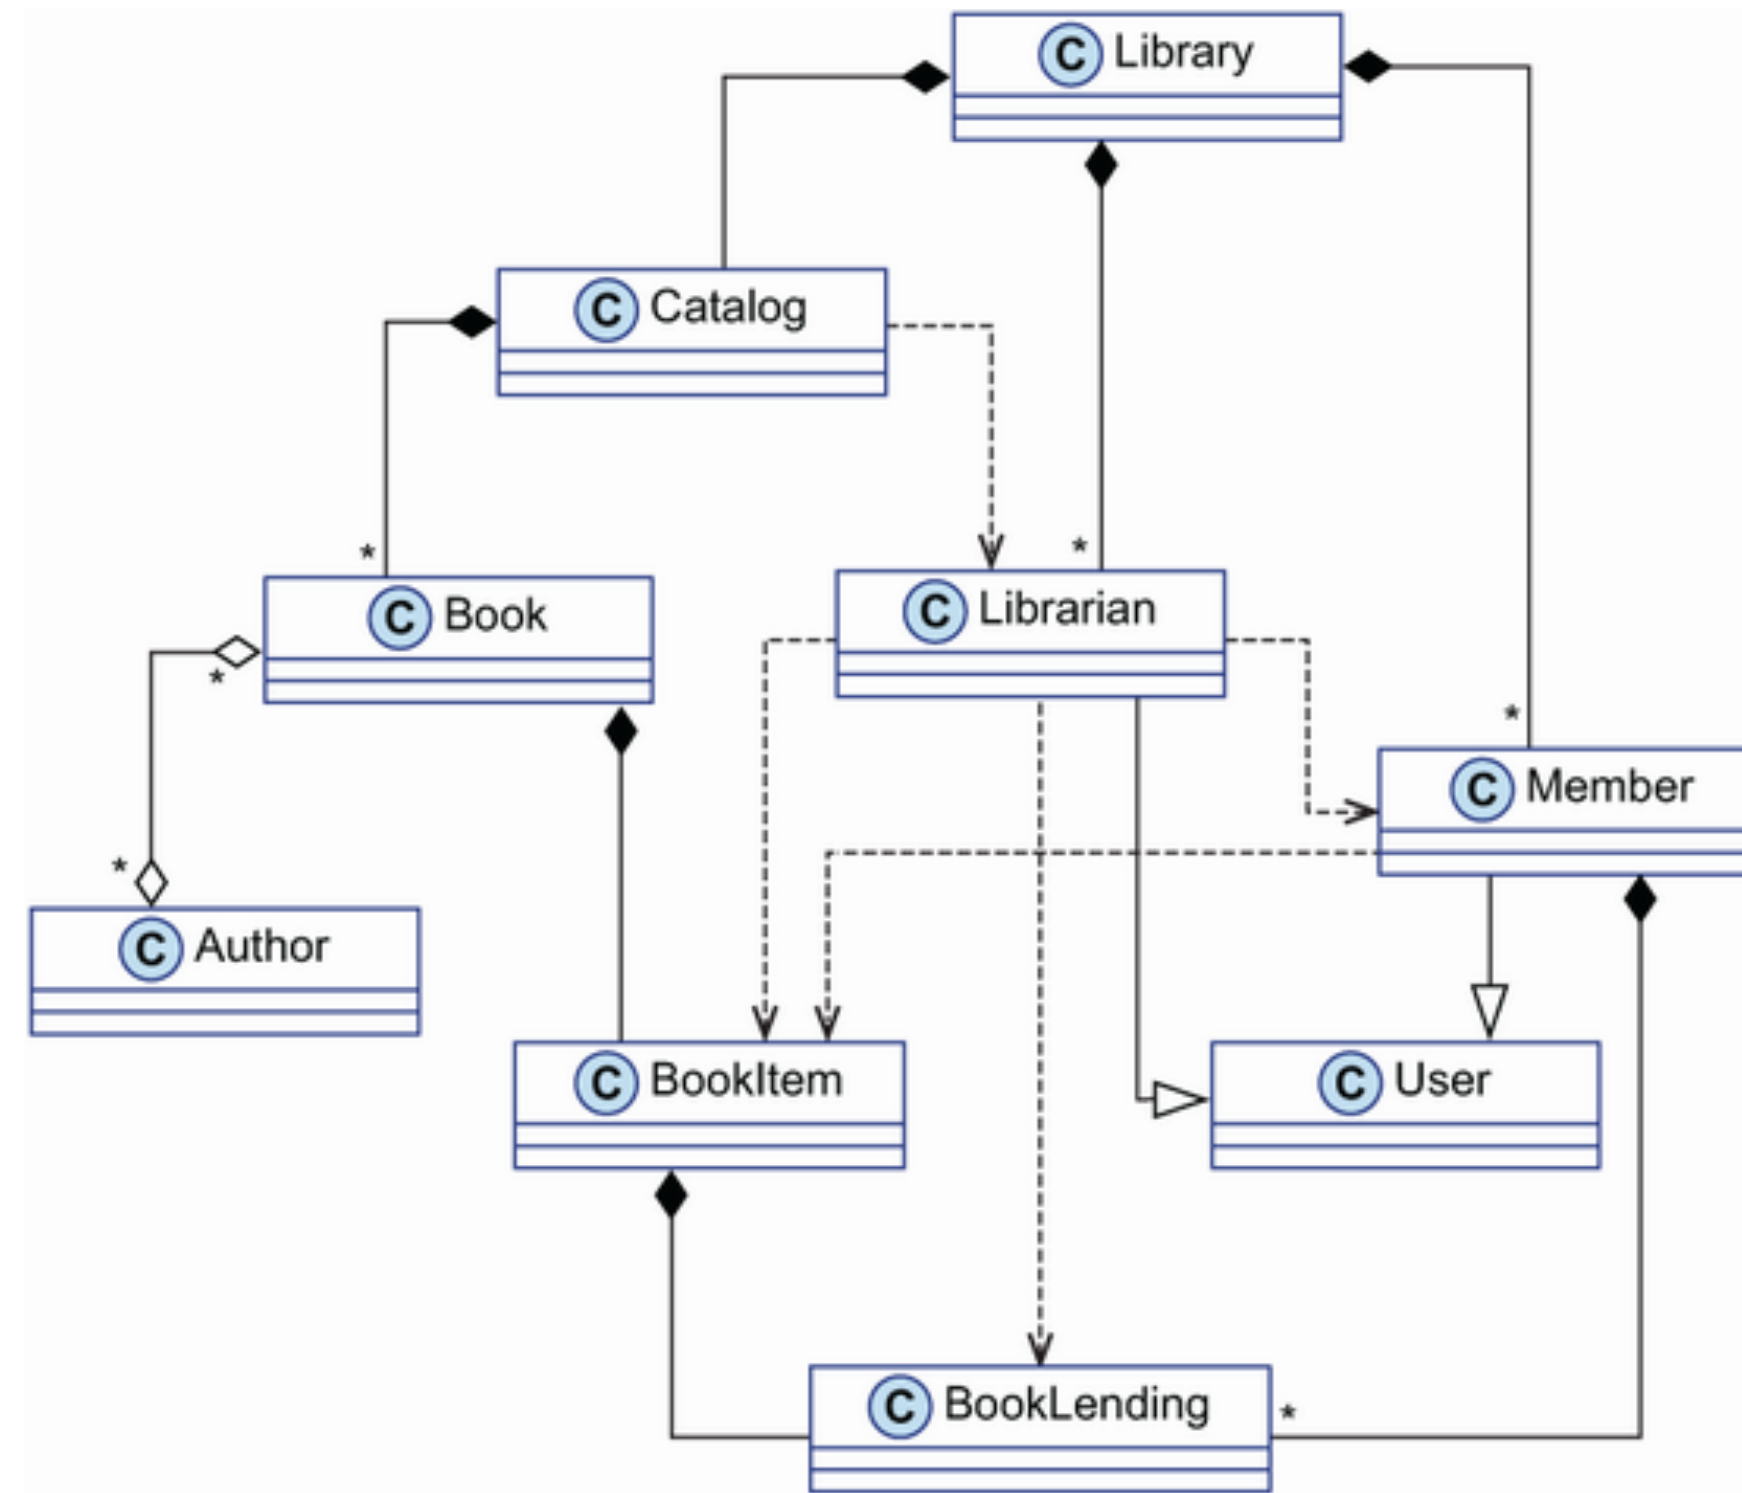 C Library
C Catalog
*
*
C Book
C Librarian
*
*
C Member
*
C Author
C BookItem
C User
C BookLending
*